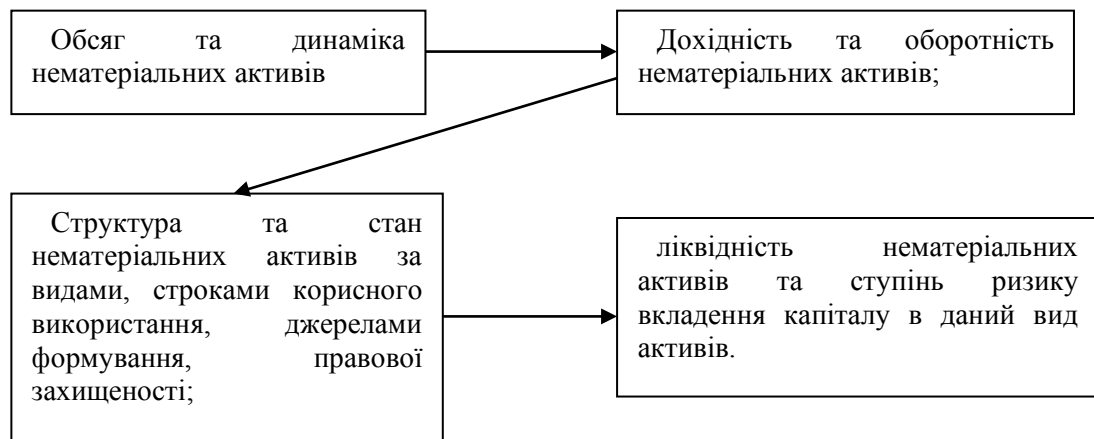 Обсяг та динаміка
нематеріальних активів
Дохідність та оборотність
нематеріальних активів;
Структура та стан
нематеріальних активів за
видами, строками корисного
використання, джерелами
формування, правової
захищеності;
ліквідність нематеріальних
активів та ступінь ризику
вкладення капіталу в даний вид
активів.